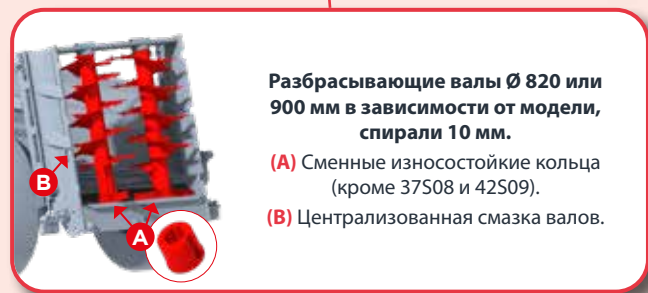 Разбрасывающие валы Ø 820 или
900 мм в зависимости от модели,
спирали 10 мм.
(A) Сменные износостойкие кольца
(кроме 37S08 и 42S09).
(B) Централизованная смазка валов.
B
A